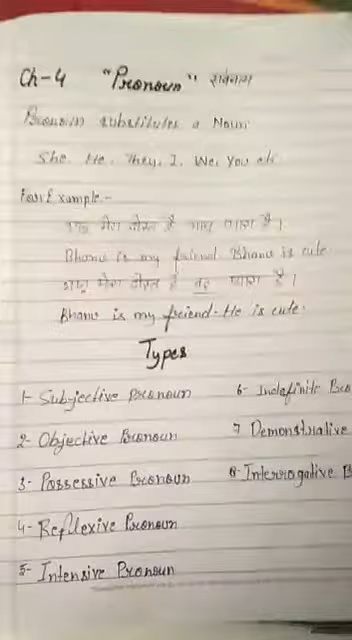 Ch-4 "Pronoun" सर्वनाम
Pronoun substitutes a Noun
She, He, They, I, We, You etc
For Example -
भानू मेरा दोस्त है भानू प्यारा है।
Bhanu is my friend Bhanu is cute
भानू मेरा दोस्त है वह प्यारा है।
Bhanu is my freiend. He is cute.
Types
1- Subjective Pronoun
2- Objective Pronoun
3- Possessive Pronoun
4- Reflexive Pronoun
5- Intensive Pronoun
6- Indefinite Pro
7 Demonstrative
8- Interrogative P